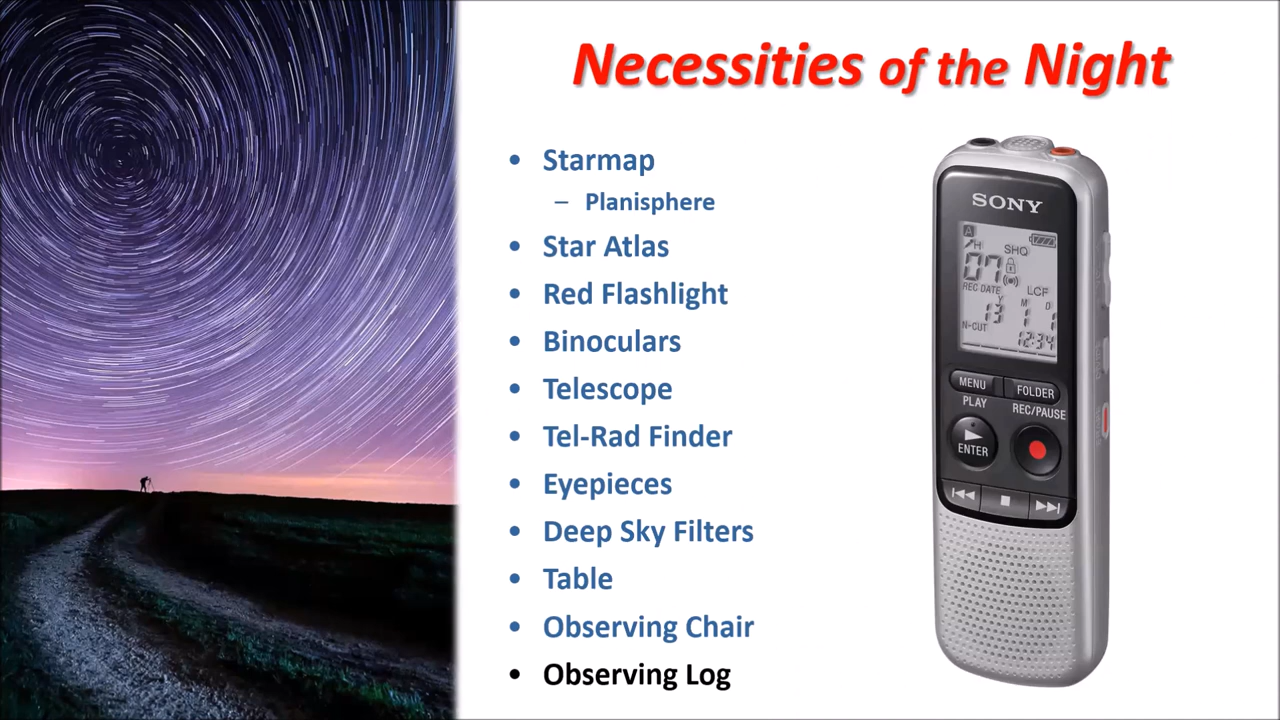 Necessities of the Night
• Starmap
– Planisphere
• Star Atlas
• Red Flashlight
• Binoculars
• Telescope
• Tel-Rad Finder
• Eyepieces
• Deep Sky Filters
• Table
• Observing Chair
• Observing Log
SONY
A
H SHQ
07
REC DATE LCF
Y M D
13 1 1
N-CUT
12:34
MENU FOLDER
PLAY REC/PAUSE
ENTER